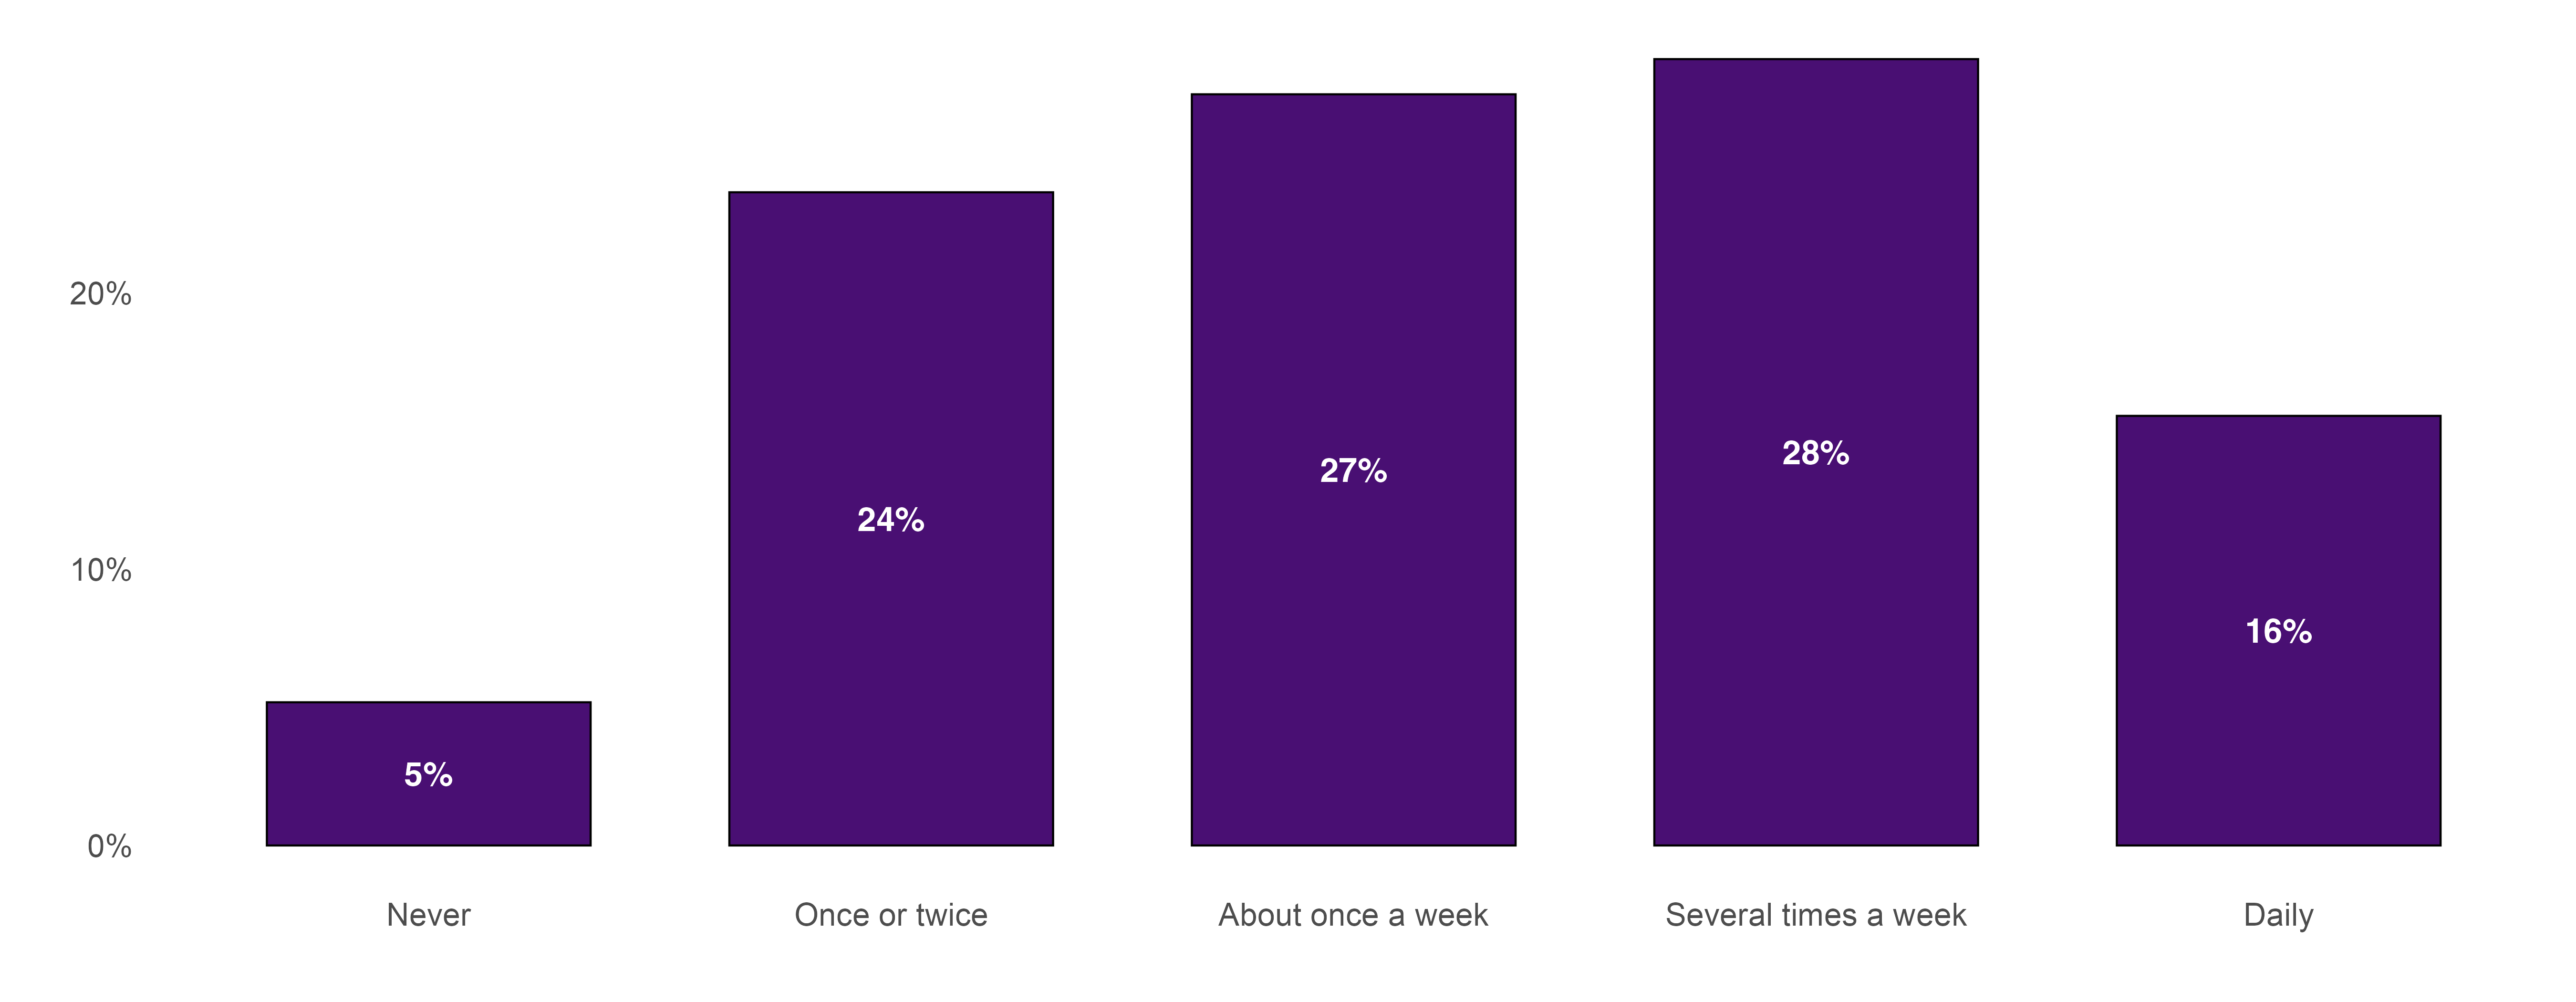 20%
10%
0%
5%
24%
27%
28%
16%
Never
Once or twice
About once a week
Several times a week
Daily